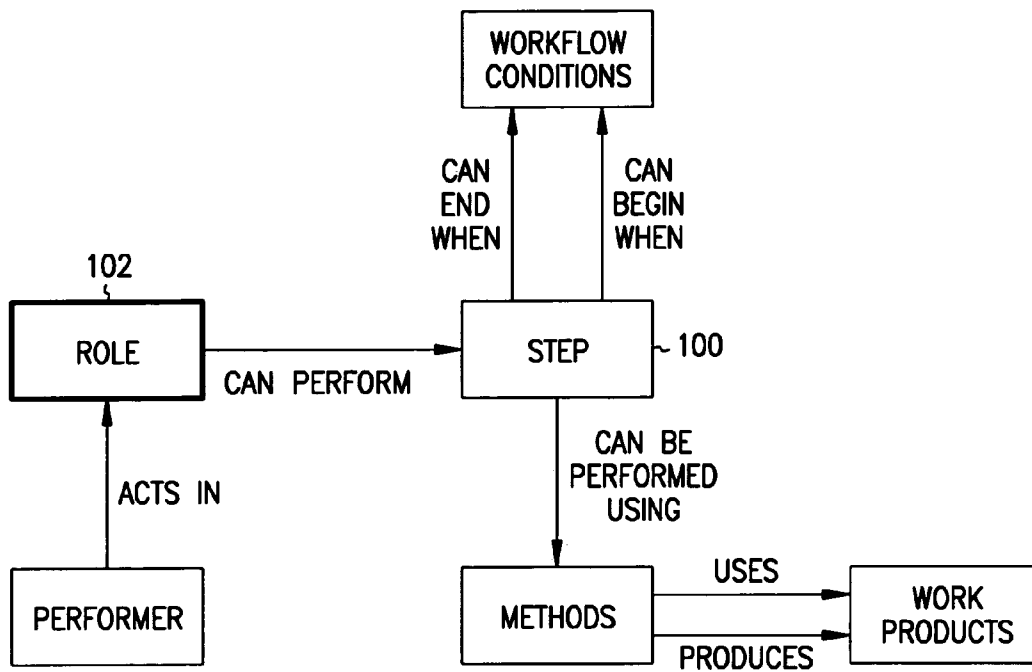 WORKFLOW
CONDITIONS
CAN
END
WHEN
CAN
BEGIN
WHEN
102
ROLE
CAN PERFORM
STEP
100
ACTS IN
CAN BE
PERFORMED
USING
PERFORMER
METHODS
USES
PRODUCES
WORK
PRODUCTS